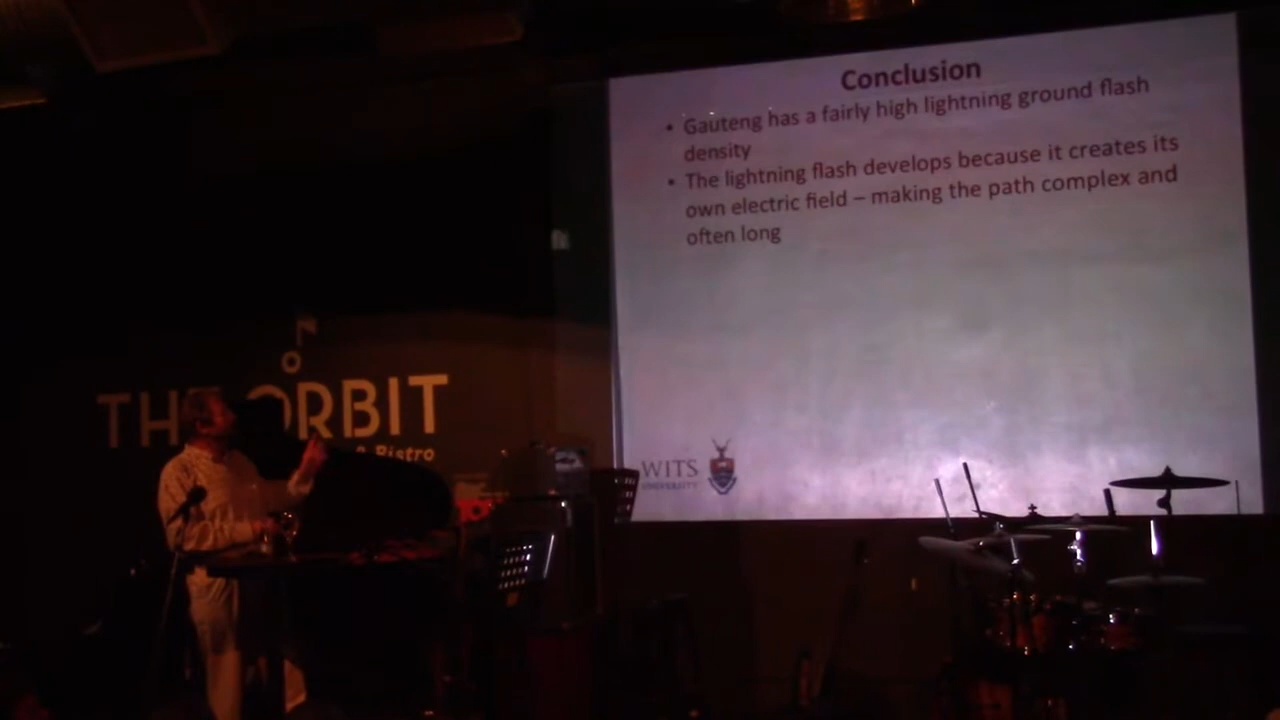 Conclusion
• Gauteng has a fairly high lightning ground flash
density
• The lightning flash develops because it creates its
own electric field – making the path complex and
often long
THE ORBIT
& Bistro
WITS
UNIVERSITY